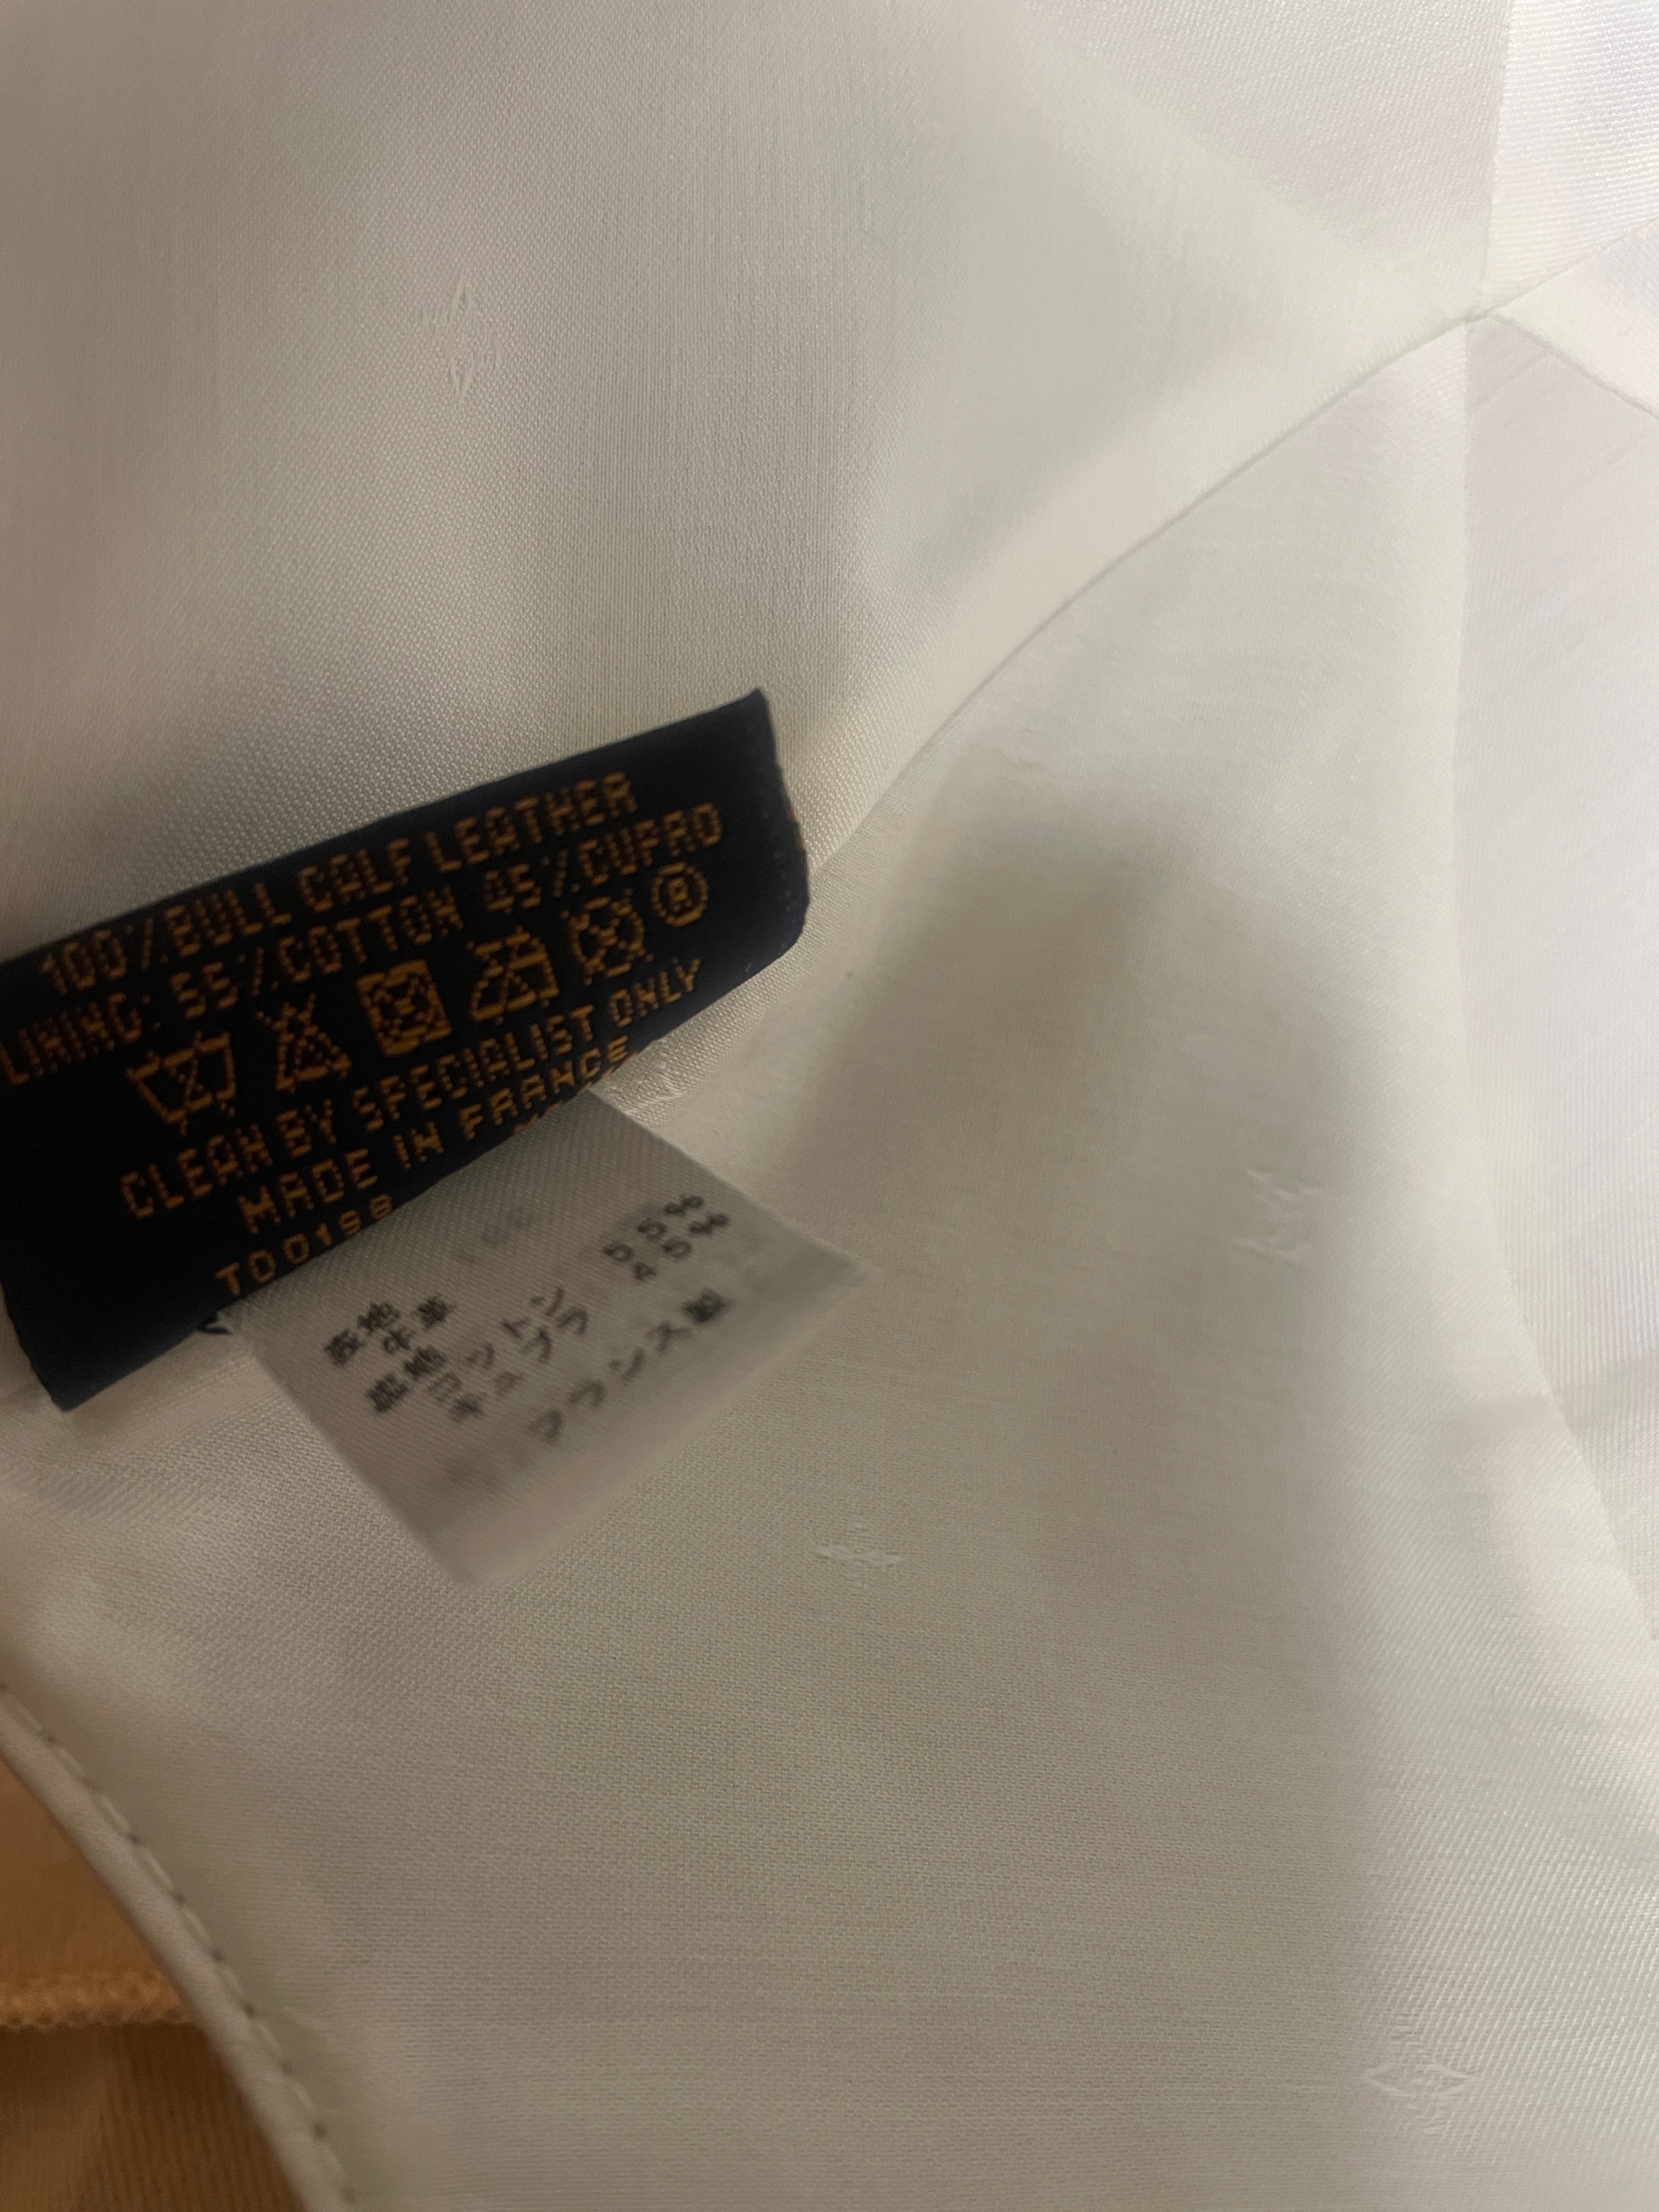 100%BULL CALF LEATHER
LINING: 55%COTTON 45%CUPRO
CLEAN BY SPECIALIST ONLY
MADE IN FRANCE
T00198
表地
牛革
裏地
コットン 55%
キュプラ 45%
フランス製